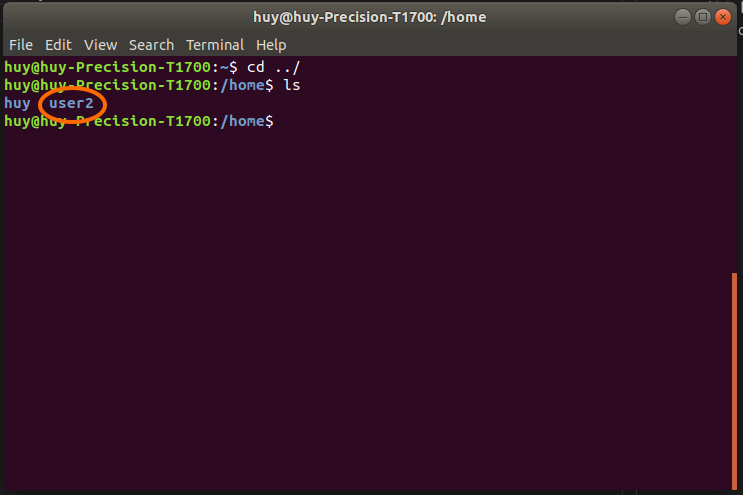 huy@huy-Precision-T1700: /home
File Edit View Search Terminal Help
huy@huy-Precision-T1700:~$ cd ../
huy@huy-Precision-T1700:/home$ ls
huy user2
huy@huy-Precision-T1700:/home$